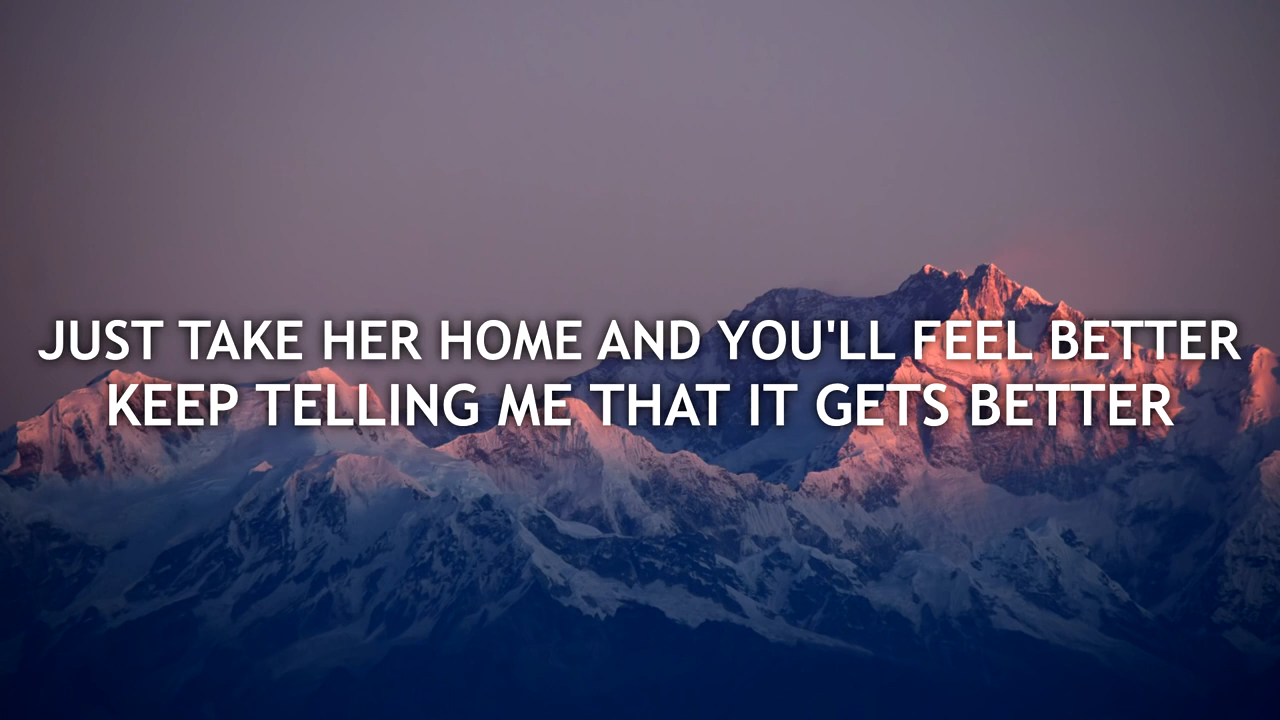 JUST TAKE HER HOME AND YOU'LL FEEL BETTER
KEEP TELLING ME THAT IT GETS BETTER